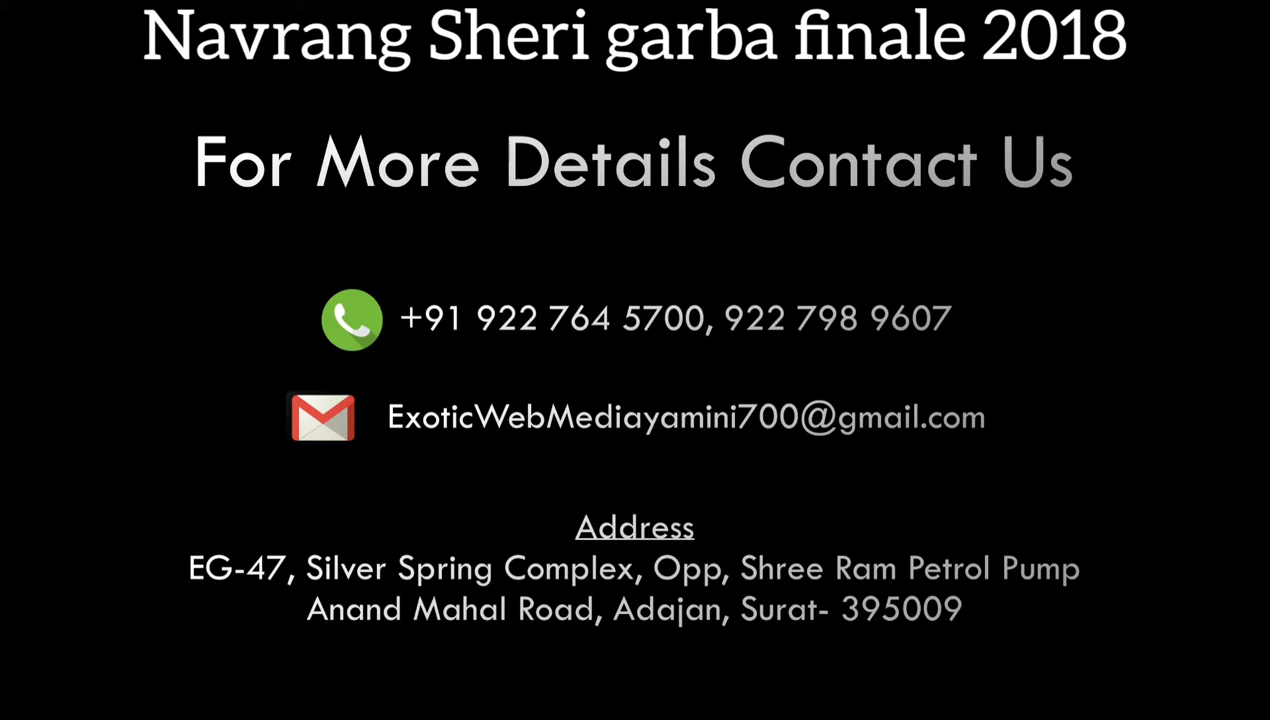 Navrang Sheri garba finale 2018
For More Details Contact Us
+91 922 764 5700, 922 798 9607
ExoticWebMediayamini700@gmail.com
Address
EG-47, Silver Spring Complex, Opp, Shree Ram Petrol Pump
Anand Mahal Road, Adajan, Surat- 395009